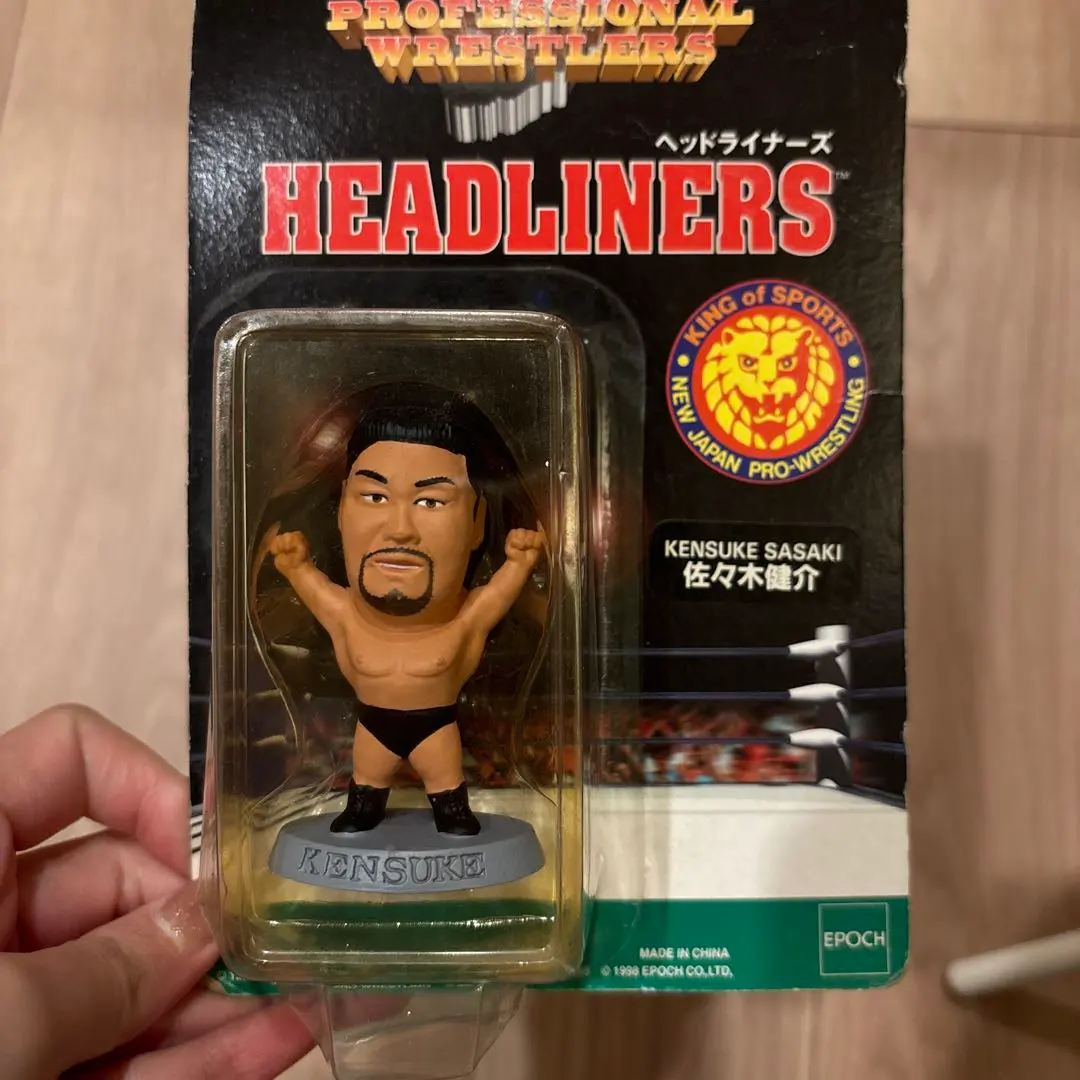 PROFESSIONAL
WRESTLERS
ヘッドライナーズ
HEADLINERS™
KING of SPORTS
NEW JAPAN PRO-WRESTLING
KENSUKE SASAKI
佐々木健介
KENSUKE
EPOCH
MADE IN CHINA
© 1998 EPOCH CO.,LTD.